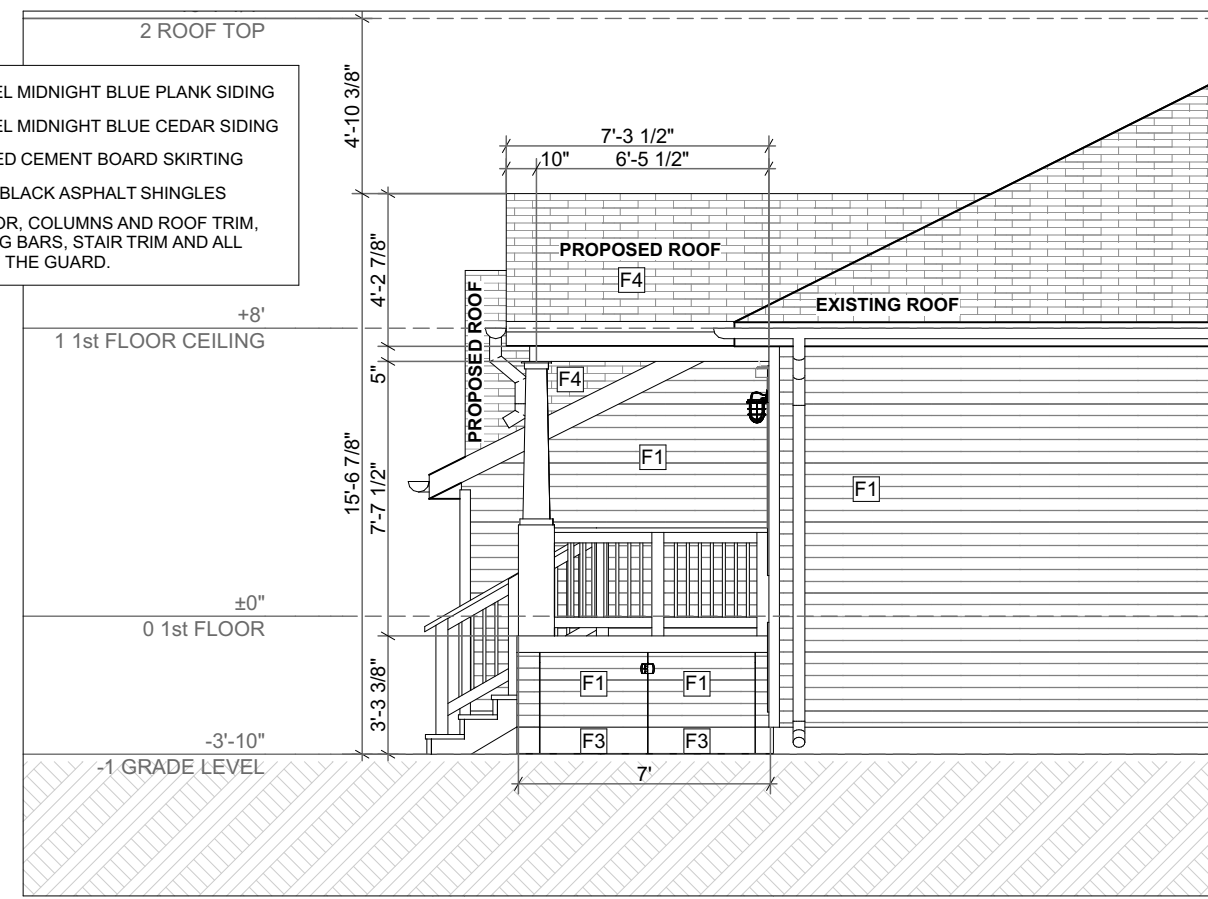 2 ROOF TOP
MIDNIGHT BLUE PLANK SIDING
MIDNIGHT BLUE CEDAR SIDING
CEMENT BOARD SKIRTING
BLACK ASPHALT SHINGLES
COLUMNS AND ROOF TRIM,
BARS, STAIR TRIM AND ALL
THE GUARD.
4'-10 3/8"
7'-3 1/2"
10"
6'-5 1/2"
4'-2 7/8"
PROPOSED ROOF
F4
PROPOSED ROOF
EXISTING ROOF
+8'
1 1st FLOOR CEILING
5"
F4
F1
F1
15'-6 7/8"
7'-7 1/2"
±0"
0 1st FLOOR
3'-3 3/8"
F1
F1
F3
F3
-3'-10"
-1 GRADE LEVEL
7'